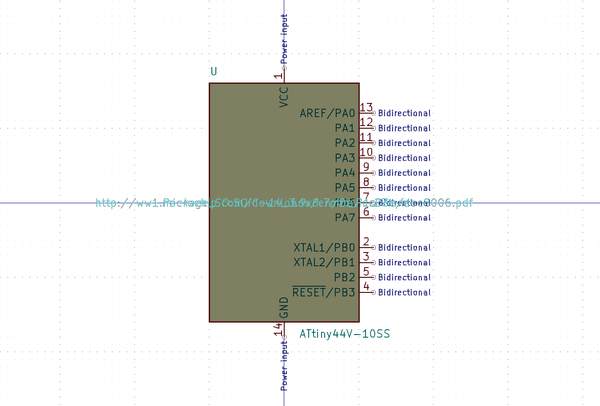 Power input
1
U
VCC
AREF/PA0 13 Bidirectional
PA1 12 Bidirectional
PA2 11 Bidirectional
PA3 10 Bidirectional
PA4 9 Bidirectional
PA5 8 Bidirectional
7 Bidirectional
PA7 6 Bidirectional
XTAL1/PB0 2 Bidirectional
XTAL2/PB1 3 Bidirectional
PB2 5 Bidirectional
RESET/PB3 4 Bidirectional
GND
14
ATtiny44V-10SS
Power input